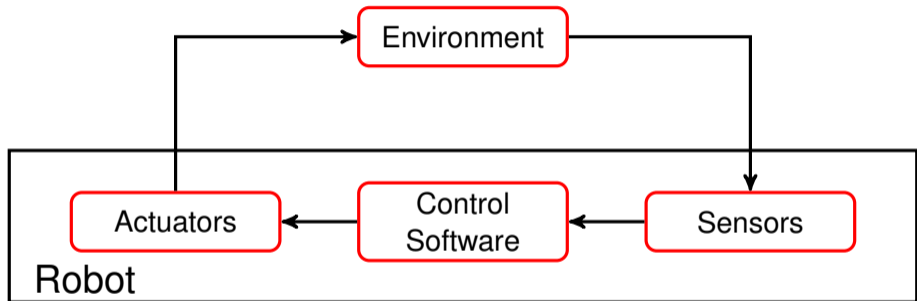 Environment
Actuators
Control
Software
Sensors
Robot